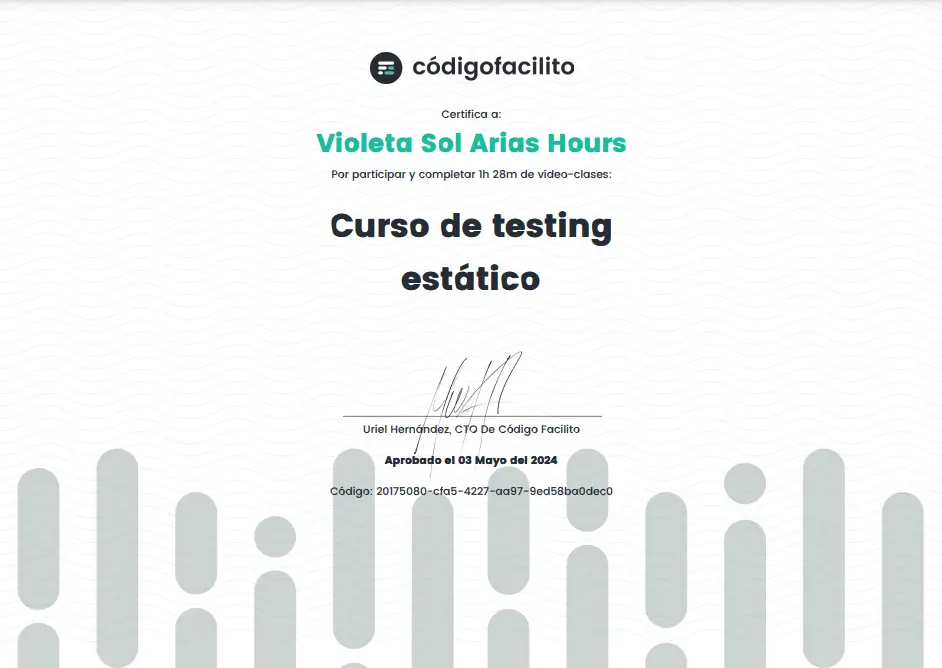 códigofacilito
Certifica a:
Violeta Sol Arias Hours
Por participar y completar 1h 28m de video-clases:
Curso de testing
estático
Uriel Hernández, CTO De Código Facilito
Aprobado el 03 Mayo del 2024
Código: 20175080-cfa5-4227-aa97-9ed58ba0dec0